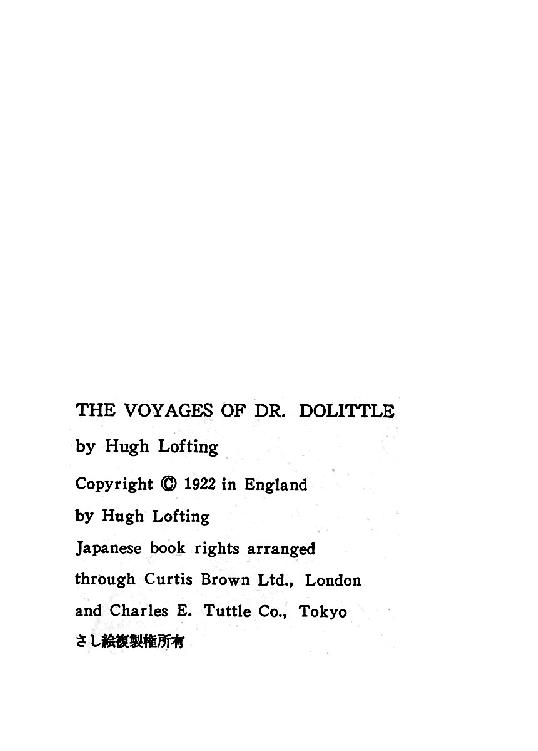 THE VOYAGES OF DR. DOLITTLE
by Hugh Lofting
Copyright © 1922 in England
by Hugh Lofting
Japanese book rights arranged
through Curtis Brown Ltd., London
and Charles E. Tuttle Co., Tokyo
さし絵複製権所有